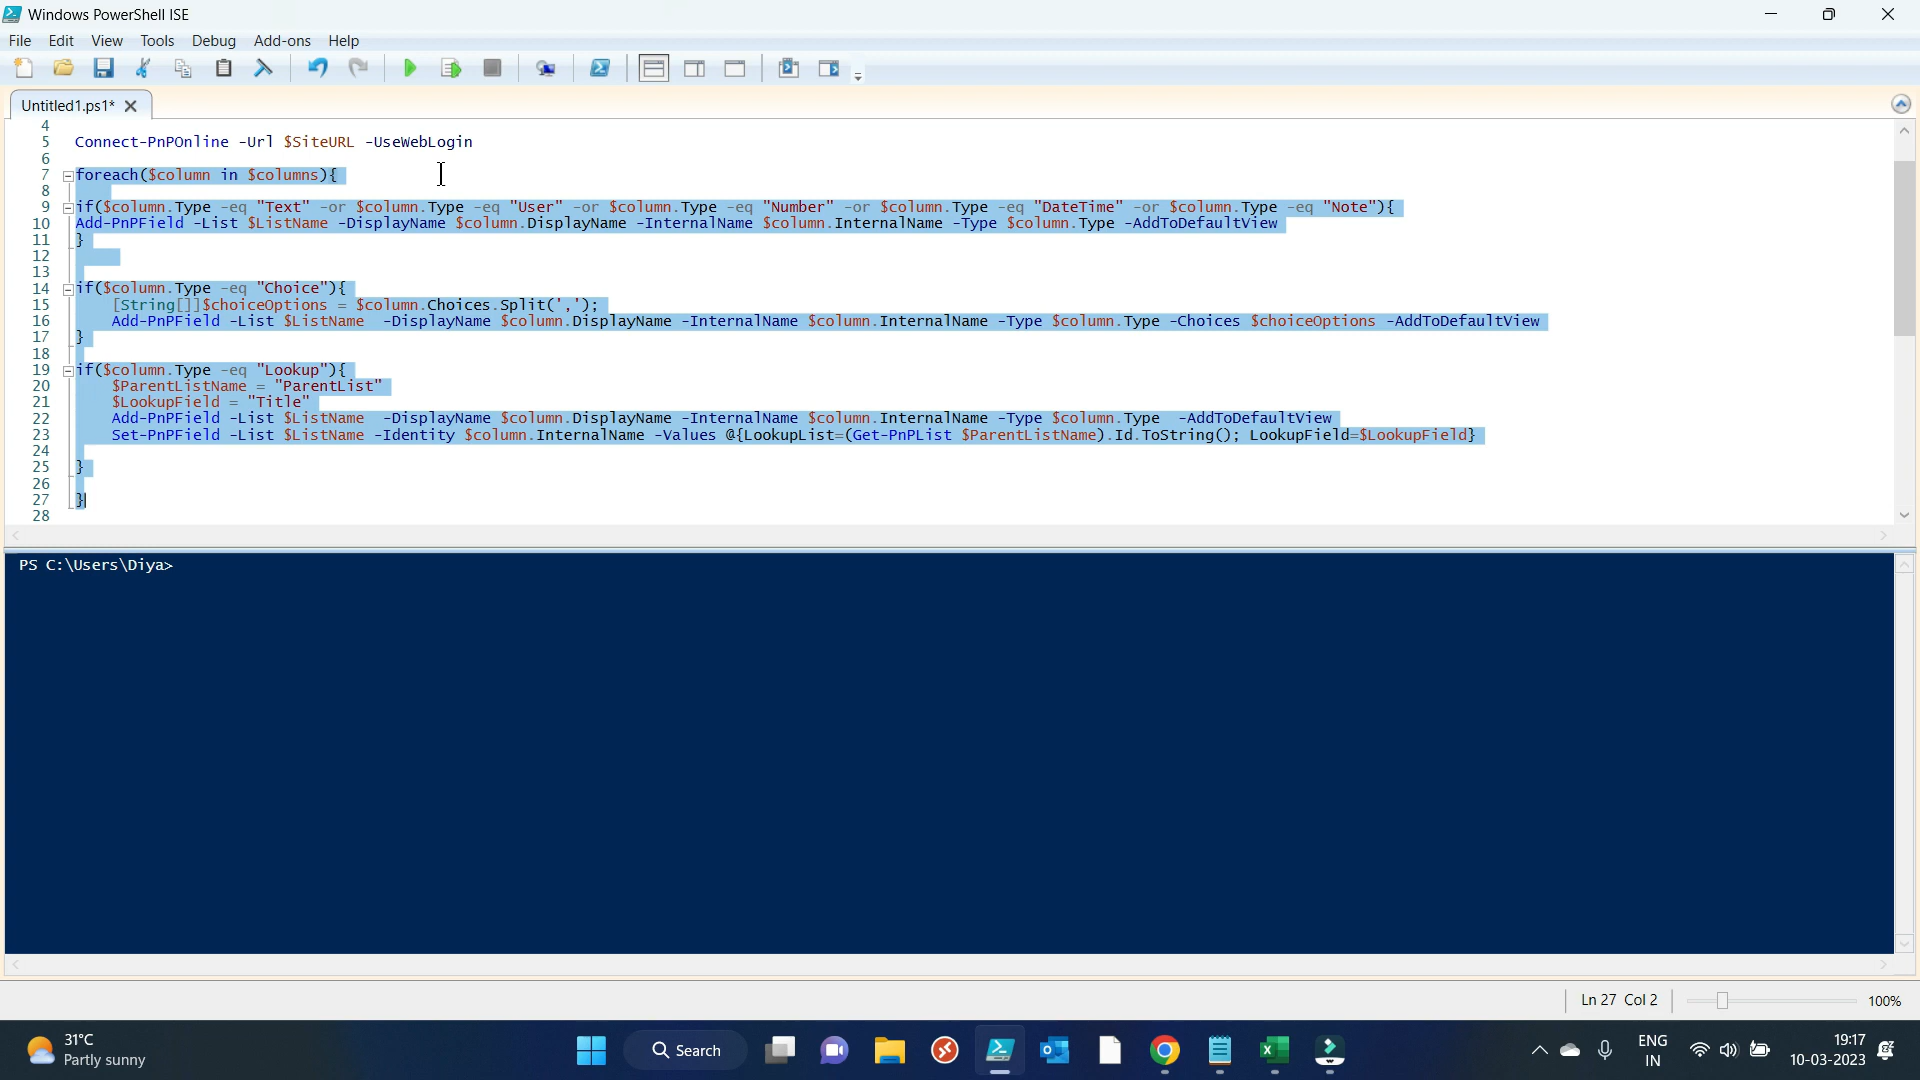 Windows PowerShell ISE
File Edit View Tools Debug Add-ons Help
Untitled1.ps1*
4
5 Connect-PnPOnline -Url $SiteURL -UseWebLogin
6
7 foreach($column in $columns){
8
9 if($column.Type -eq "Text" -or $column.Type -eq "User" -or $column.Type -eq "Number" -or $column.Type -eq "DateTime" -or $column.Type -eq "Note"){
10 Add-PnPField -List $ListName -DisplayName $column.DisplayName -InternalName $column.InternalName -Type $column.Type -AddToDefaultView
11 }
12
13
14 if($column.Type -eq "Choice"){
15 [String[]]$choiceOptions = $column.Choices.Split(',');
16 Add-PnPField -List $ListName -DisplayName $column.DisplayName -InternalName $column.InternalName -Type $column.Type -Choices $choiceOptions -AddToDefaultView
17 }
18
19 if($column.Type -eq "Lookup"){
20 $ParentListName = "ParentList"
21 $LookupField = "Title"
22 Add-PnPField -List $ListName -DisplayName $column.DisplayName -InternalName $column.InternalName -Type $column.Type -AddToDefaultView
23 Set-PnPField -List $ListName -Identity $column.InternalName -Values @{LookupList=(Get-PnPList $ParentListName).Id.ToString(); LookupField=$LookupField}
24
25 }
26
27 }
28
PS C:\Users\Diya>
Ln 27 Col 2 100%
31°C
Partly sunny
Search
ENG
IN
19:17
10-03-2023